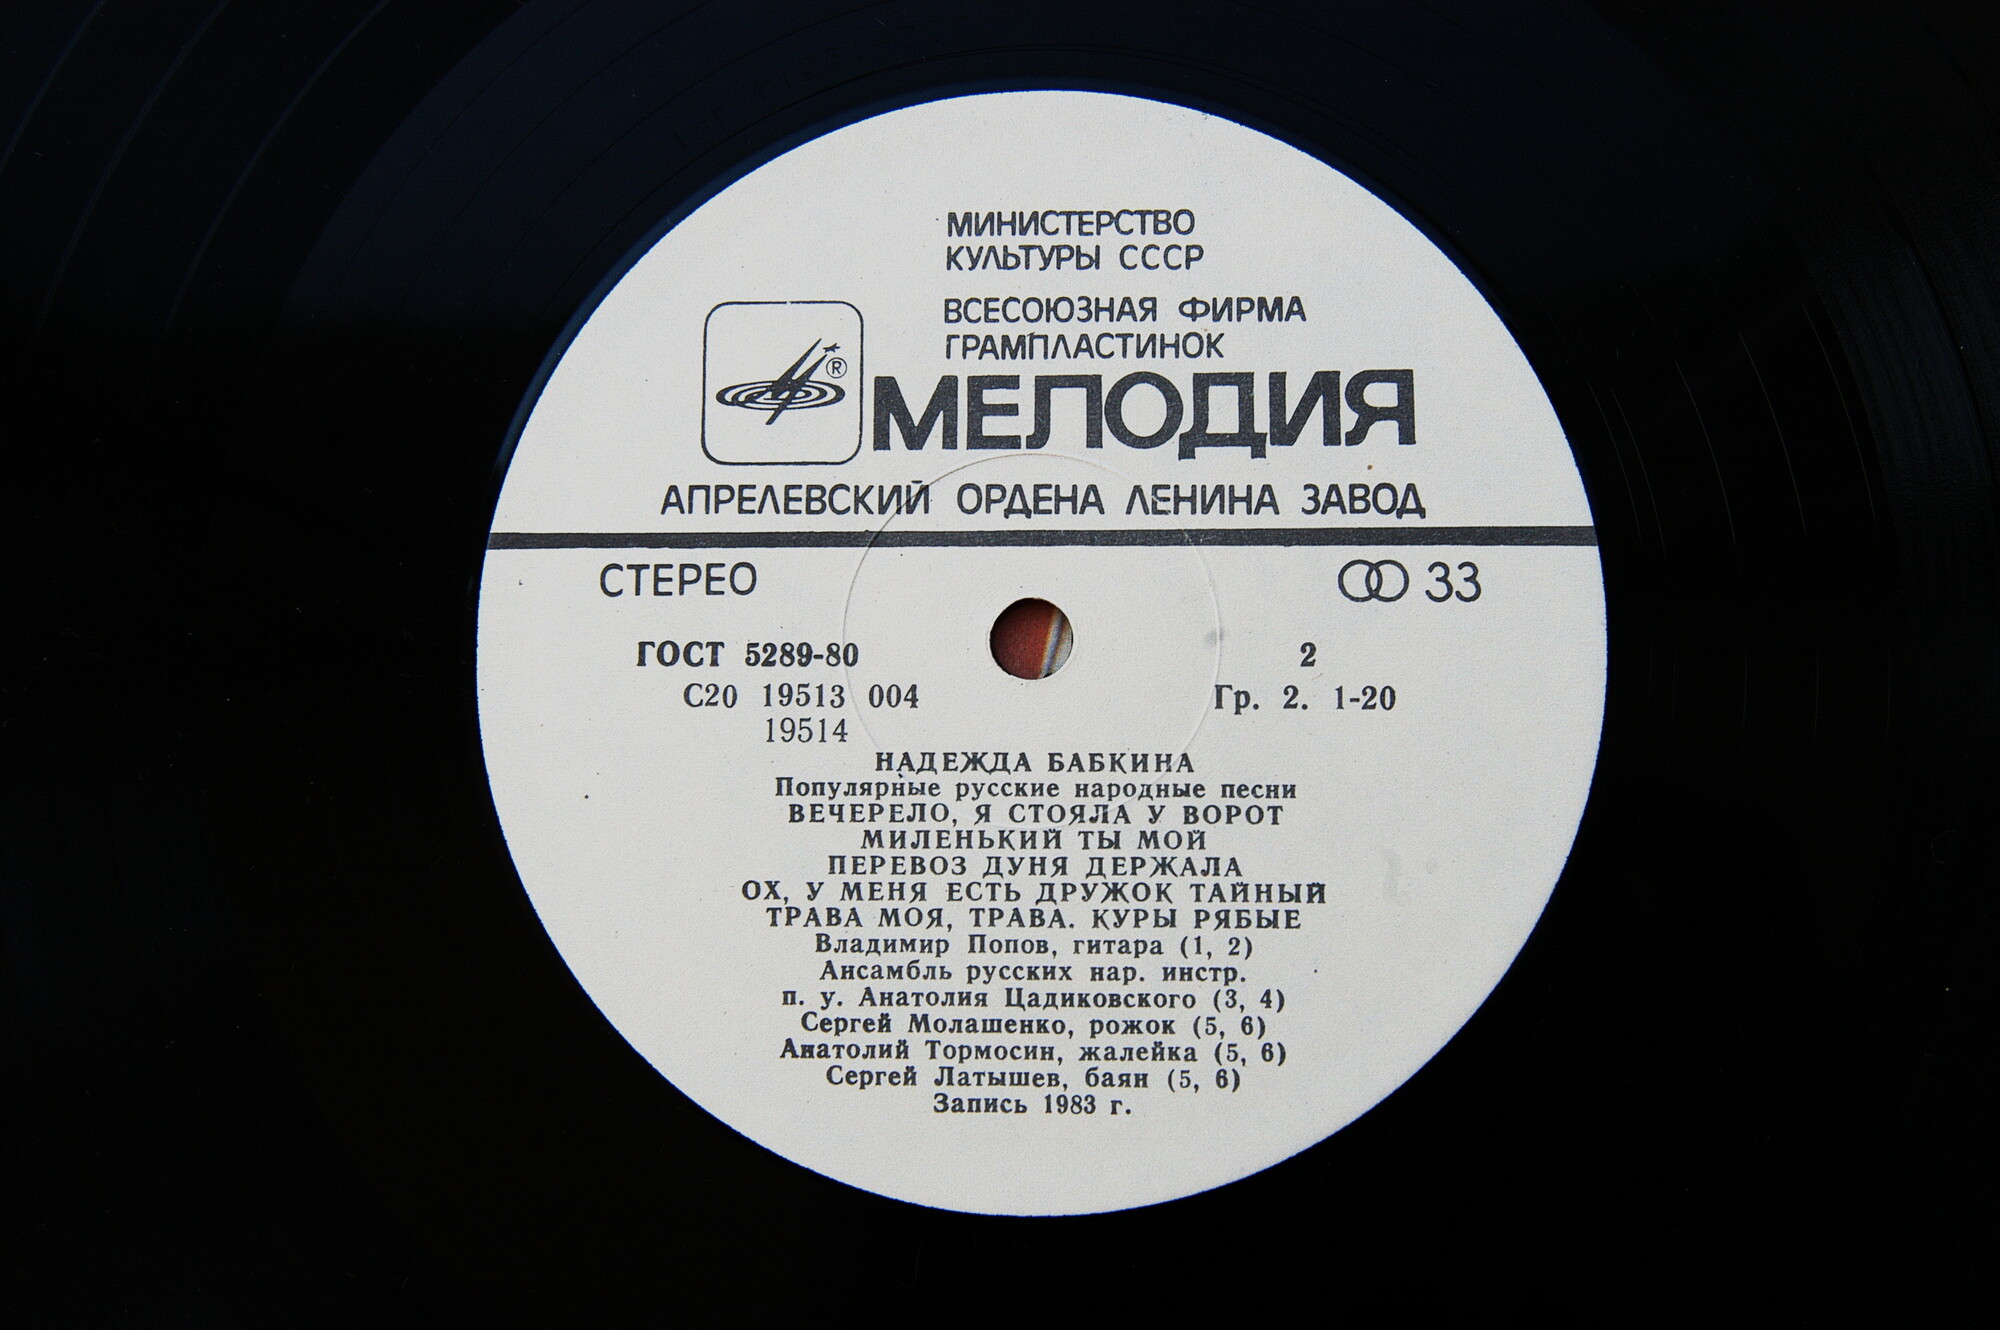 МИНИСТЕРСТВО
КУЛЬТУРЫ СССР
ВСЕСОЮЗНАЯ ФИРМА
ГРАМПЛАСТИНОК
®
МЕЛОДИЯ
АПРЕЛЕВСКИЙ ОРДЕНА ЛЕНИНА ЗАВОД
СТЕРЕО 33
ГОСТ 5289-80 2
С20 19513 004 Гр. 2. 1-20
19514
НАДЕЖДА БАБКИНА
Популярные русские народные песни
ВЕЧЕРЕЛО, Я СТОЯЛА У ВОРОТ
МИЛЕНЬКИЙ ТЫ МОЙ
ПЕРЕВОЗ ДУНЯ ДЕРЖАЛА
ОХ, У МЕНЯ ЕСТЬ ДРУЖОК ТАЙНЫЙ
ТРАВА МОЯ, ТРАВА. КУРЫ РЯБЫЕ
Владимир Попов, гитара (1, 2)
Ансамбль русских нар. инстр.
п. у. Анатолия Цадиковского (3, 4)
Сергей Молашенко, рожок (5, 6)
Анатолий Тормосин, жалейка (5, 6)
Сергей Латышев, баян (5, 6)
Запись 1983 г.